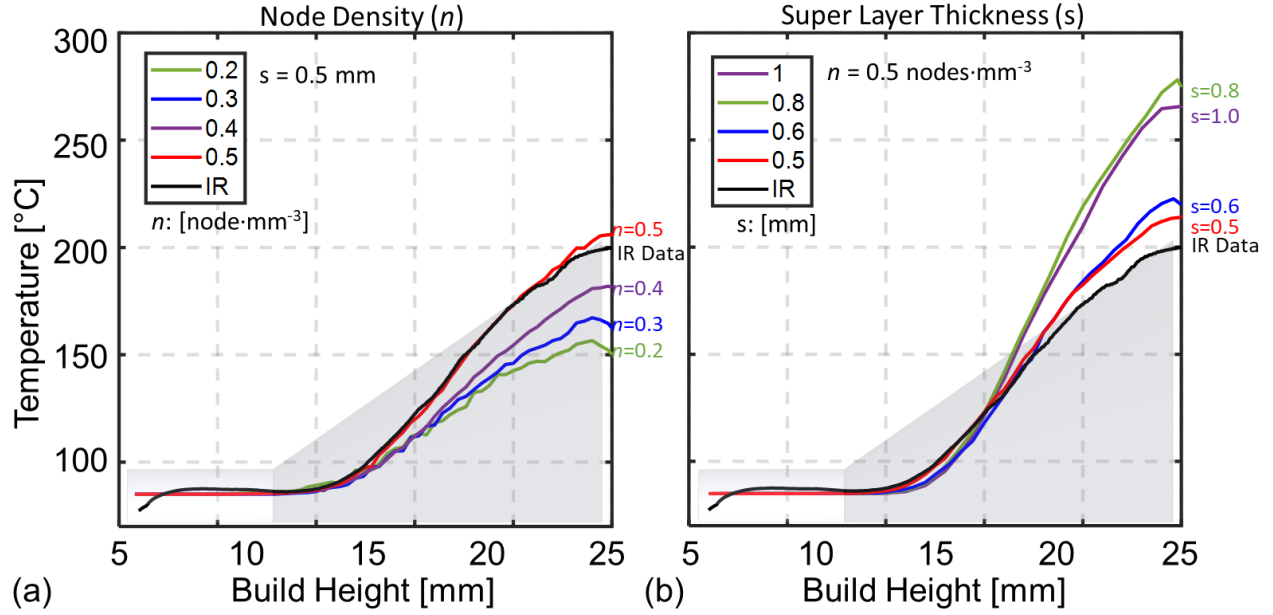 Node Density (n)
300
250
200
150
100
Temperature [°C]
0.2
0.3
0.4
0.5
IR
s = 0.5 mm
n: [node·mm⁻³]
n=0.5
IR Data
n=0.4
n=0.3
n=0.2
5
10
15
20
25
Build Height [mm]
(a)
Super Layer Thickness (s)
1
0.8
0.6
0.5
IR
n = 0.5 nodes·mm⁻³
s: [mm]
s=0.8
s=1.0
s=0.6
s=0.5
IR Data
5
10
15
20
25
Build Height [mm]
(b)